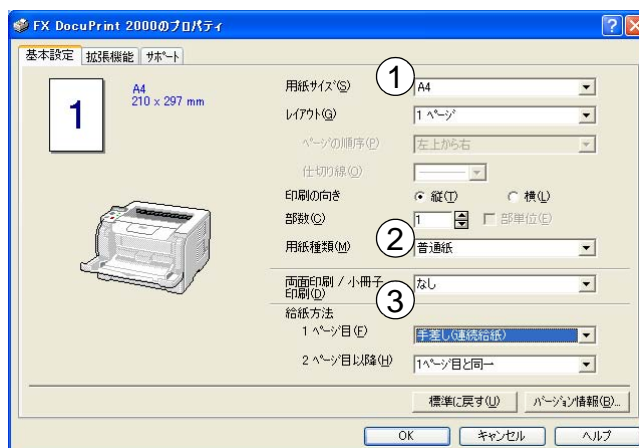 FX DocuPrint 2000のプロパティ
基本設定 拡張機能 サポート
1
A4
210 x 297 mm
用紙サイズ(S) ① A4
レイアウト(G) 1 ページ
ページの順序(P) 左上から右
仕切り線(O)
印刷の向き 縦(T) 横(L)
部数(C) 1 部単位(E)
用紙種類(M) ② 普通紙
両面印刷 / 小冊子
印刷(D) なし
③
給紙方法
1 ページ目(F) 手差し(連続給紙)
2 ページ目以降(H) 1ページ目と同一
標準に戻す(U) バージョン情報(B)...
OK キャンセル ヘルプ